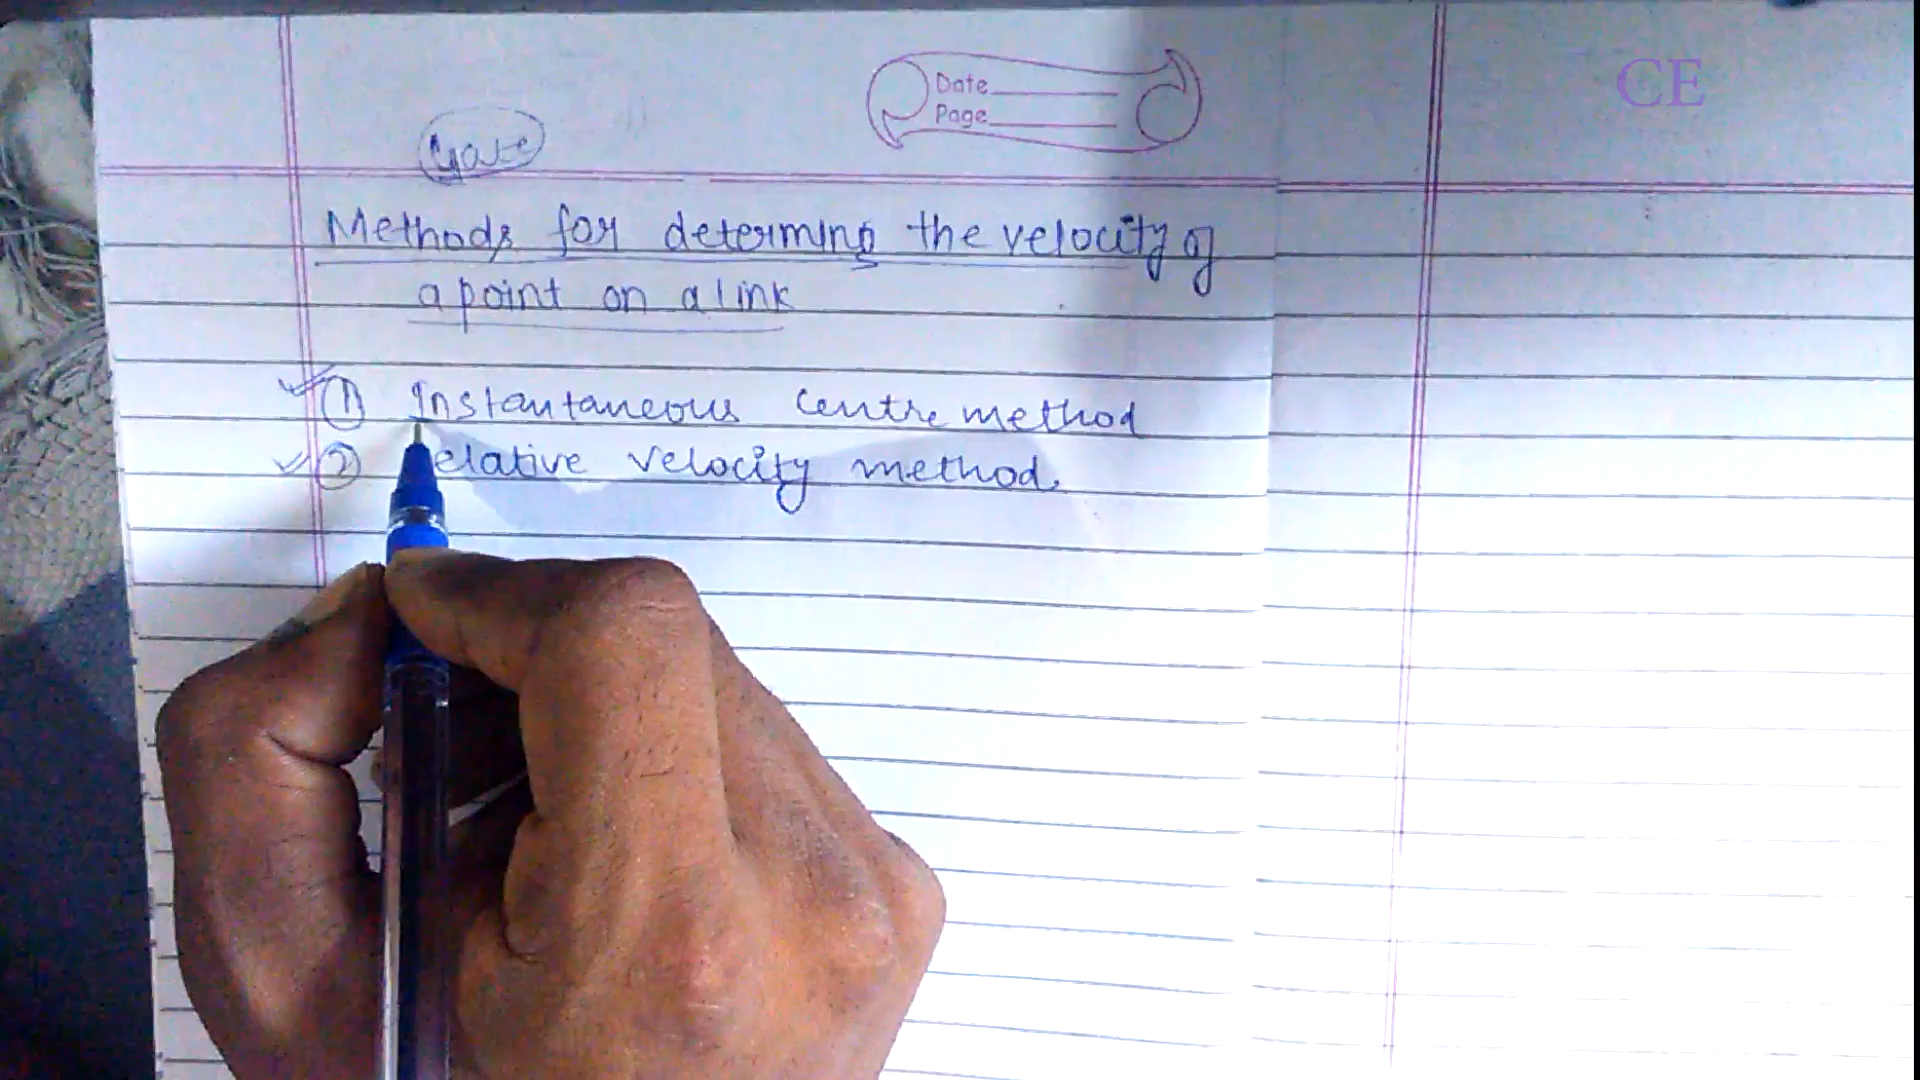 CE
Date
Page
Gate
Methods for determing the velocity of
a point on a link
① Instantaneous centre method
② elative velocity method.